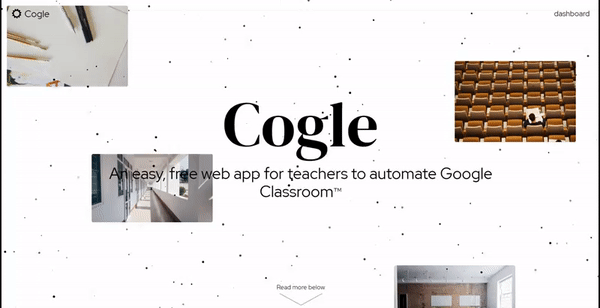 Cogle
dashboard
Cogle
An easy, free web app for teachers to automate Google
Classroom™
Read more below